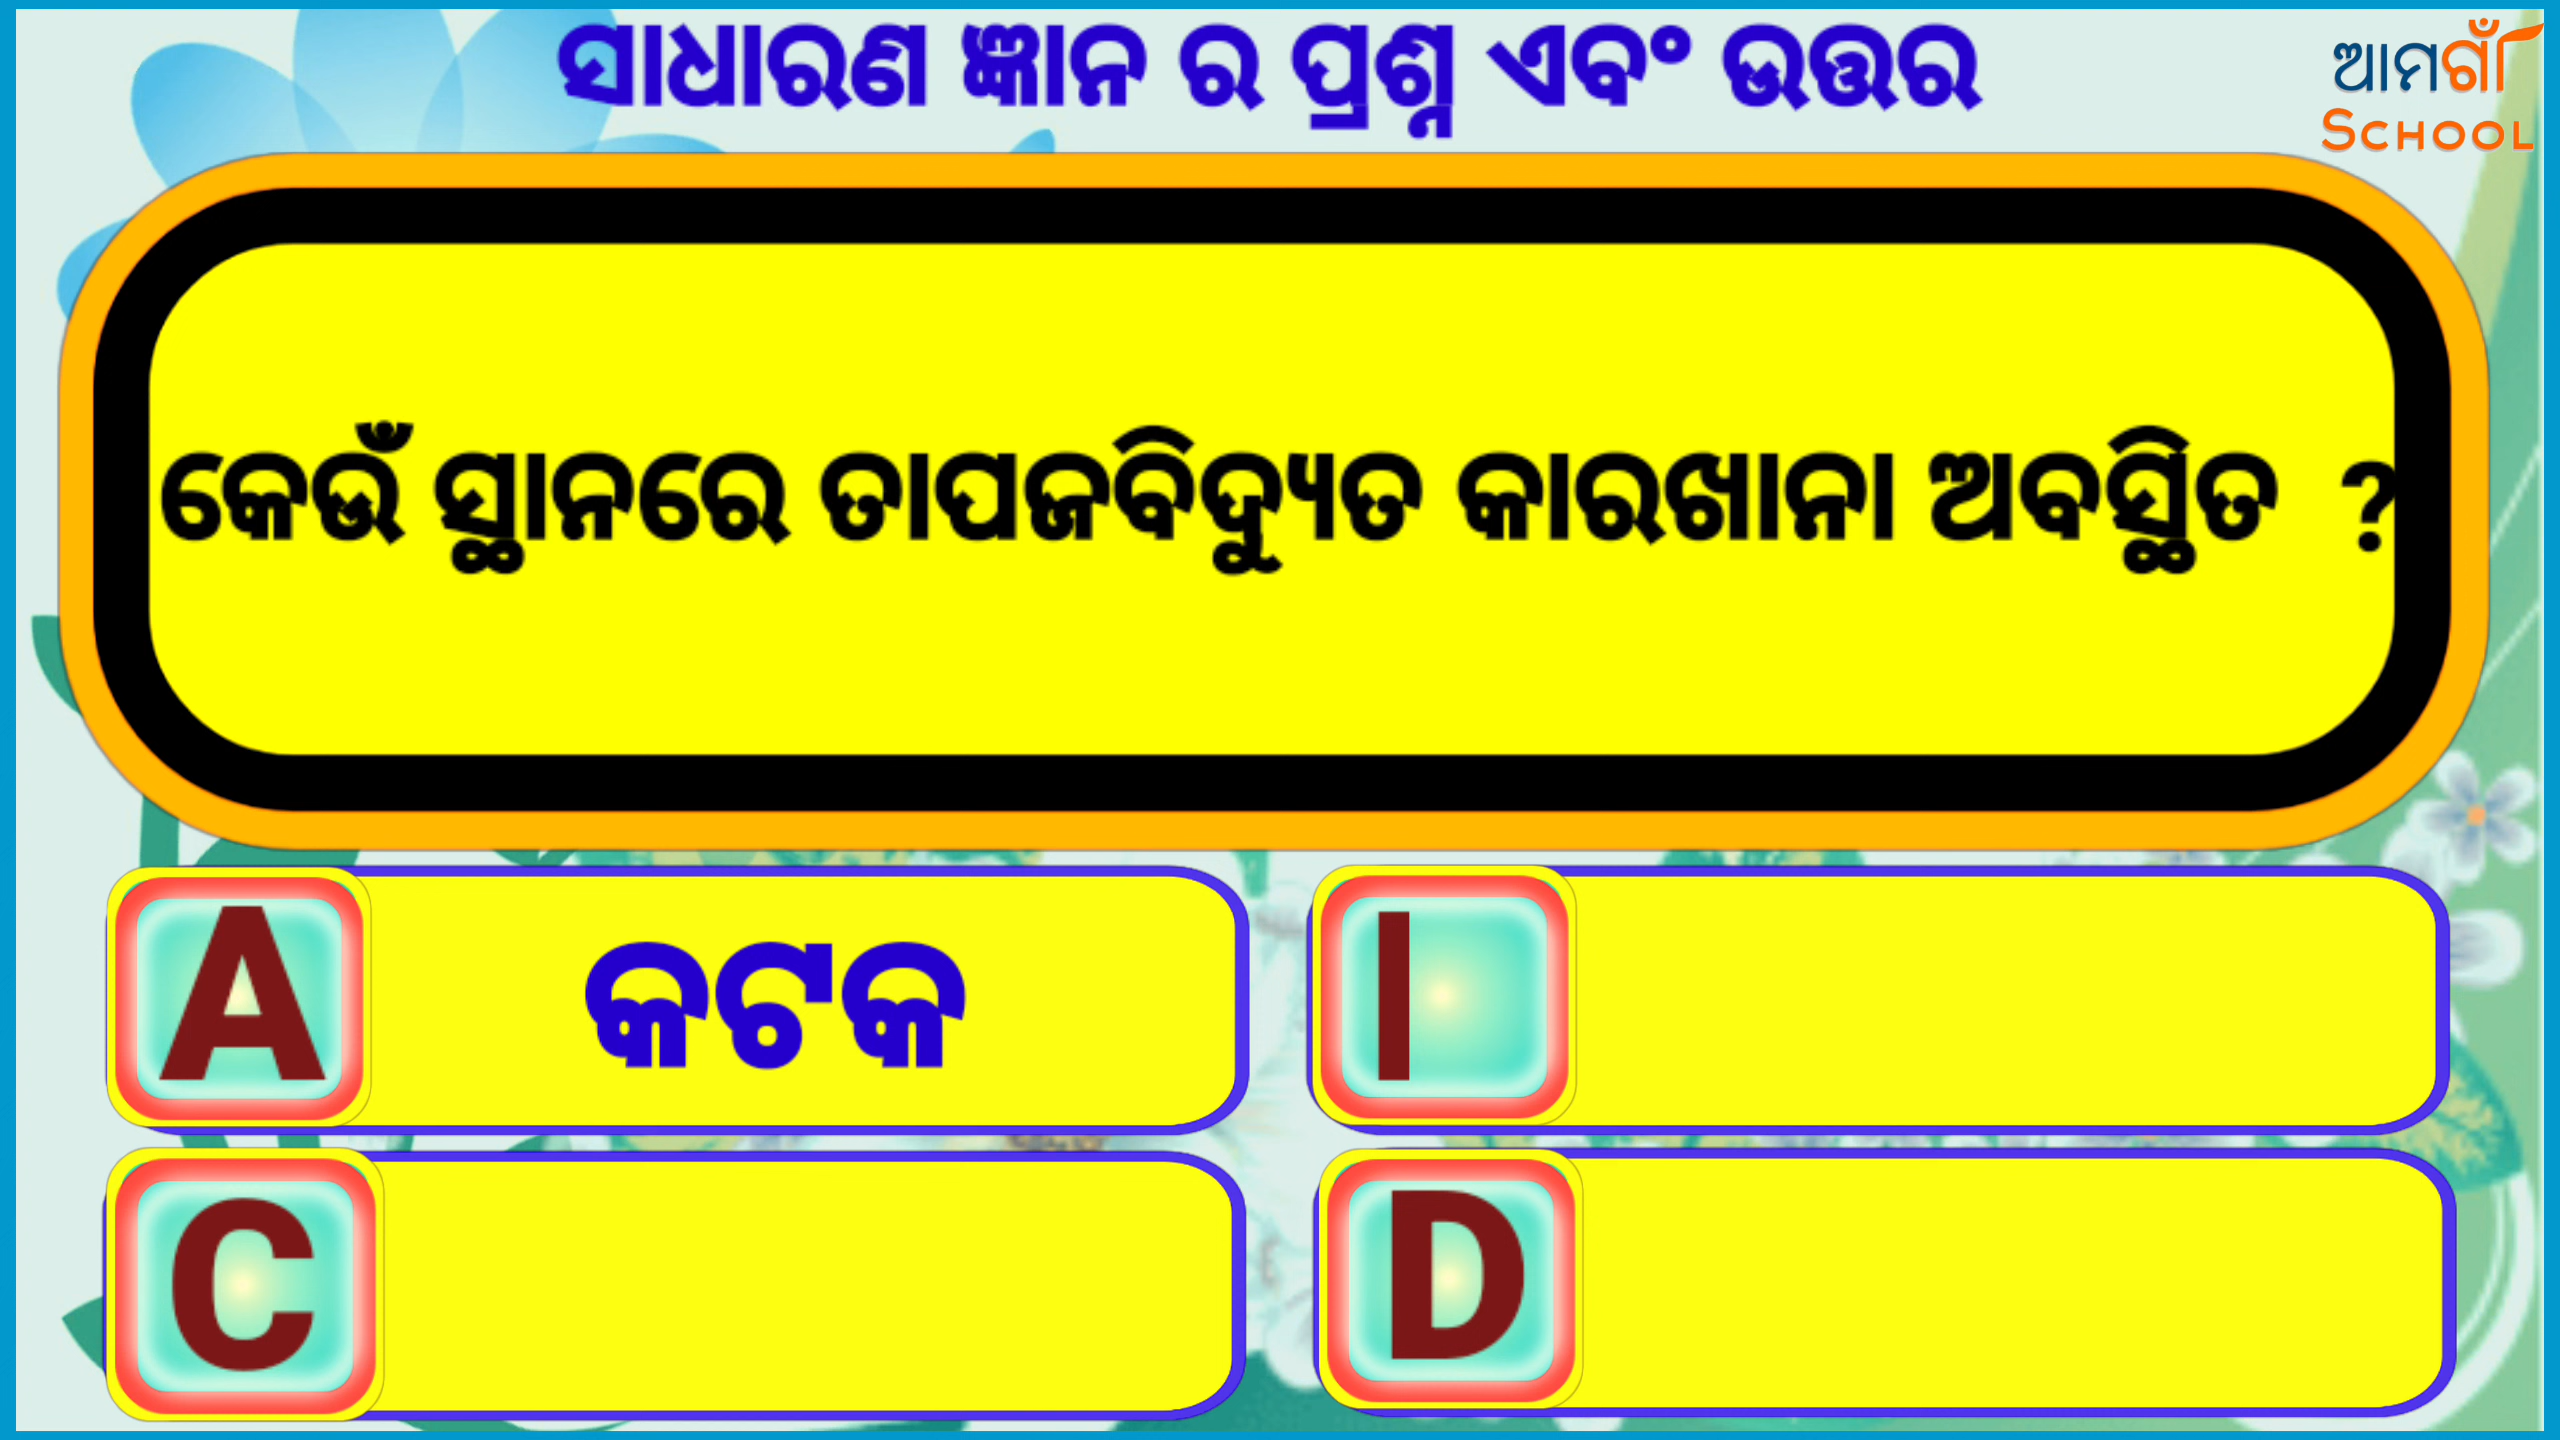 ସାଧାରଣ ଜ୍ଞାନ ର ପ୍ରଶ୍ନ ଏବଂ ଉତ୍ତର
ଆମଗାଁ
SCHOOL
କେଉଁ ସ୍ଥାନରେ ତାପଜବିଦ୍ୟୁତ କାରଖାନା ଅବସ୍ଥିତ ?
A କଟକ
I
C
D